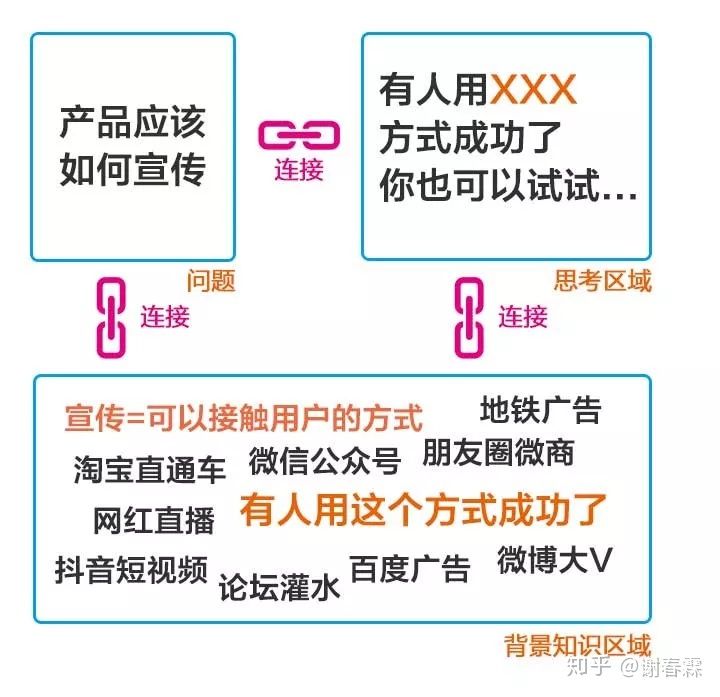 产品应该
如何宣传
连接
有人用XXX
方式成功了
你也可以试试...
问题
思考区域
连接
连接
宣传=可以接触用户的方式
地铁广告
淘宝直通车
微信公众号
朋友圈微商
网红直播
有人用这个方式成功了
抖音短视频
论坛灌水
百度广告
微博大V
背景知识区域
知乎 @谢春霖